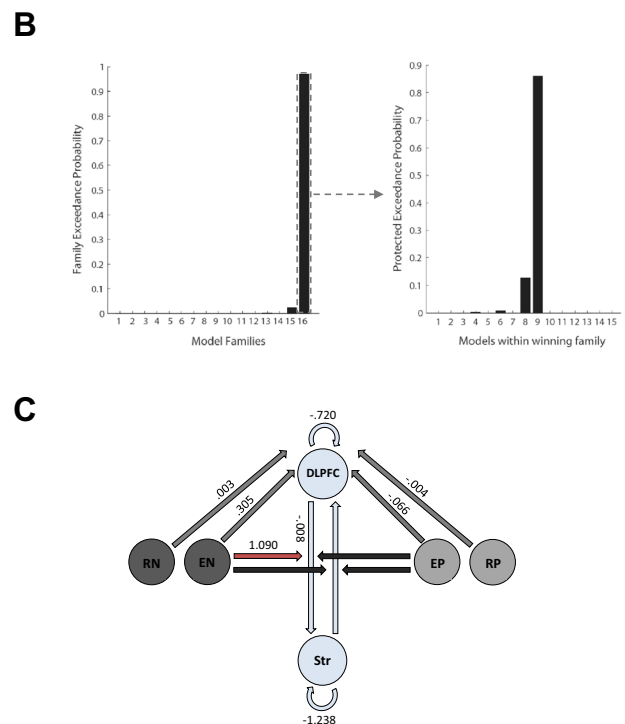 B
Family Exceedance Probability
1
0.9
0.8
0.7
0.6
0.5
0.4
0.3
0.2
0.1
0
1 2 3 4 5 6 7 8 9 10 11 12 13 14 15 16
Model Families
Protected Exceedance Probability
0.9
0.8
0.7
0.6
0.5
0.4
0.3
0.2
0.1
0
1 2 3 4 5 6 7 8 9 10 11 12 13 14 15
Models within winning family
C
-.720
DLPFC
.003
.305
-.008
-.066
-.004
1.090
RN
EN
EP
RP
Str
-1.238